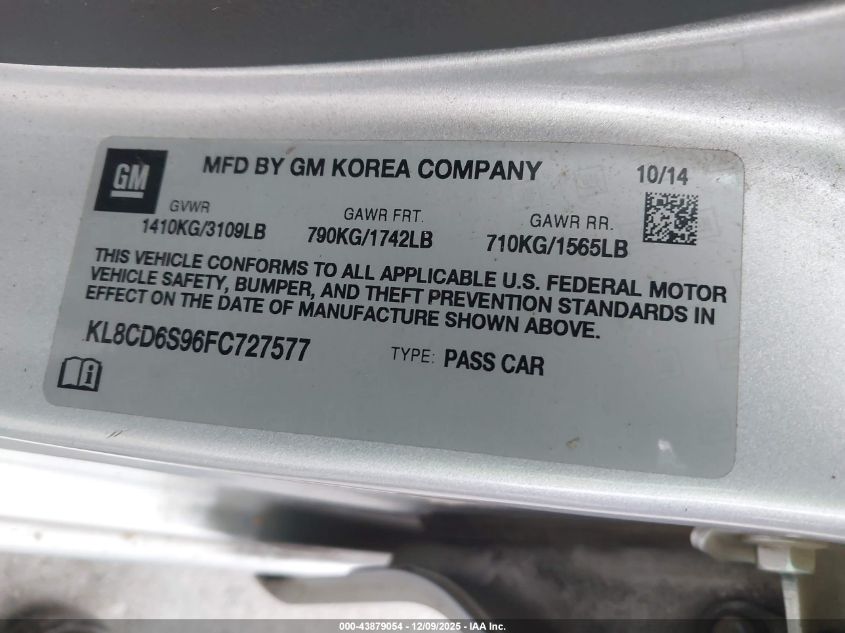 GM
MFD BY GM KOREA COMPANY
10/14
GVWR
1410KG/3109LB
GAWR FRT.
790KG/1742LB
GAWR RR.
710KG/1565LB
THIS VEHICLE CONFORMS TO ALL APPLICABLE U.S. FEDERAL MOTOR
VEHICLE SAFETY, BUMPER, AND THEFT PREVENTION STANDARDS IN
EFFECT ON THE DATE OF MANUFACTURE SHOWN ABOVE.
KL8CD6S96FC727577
TYPE: PASS CAR
000-43879054 - 12/09/2025 - IAA Inc.